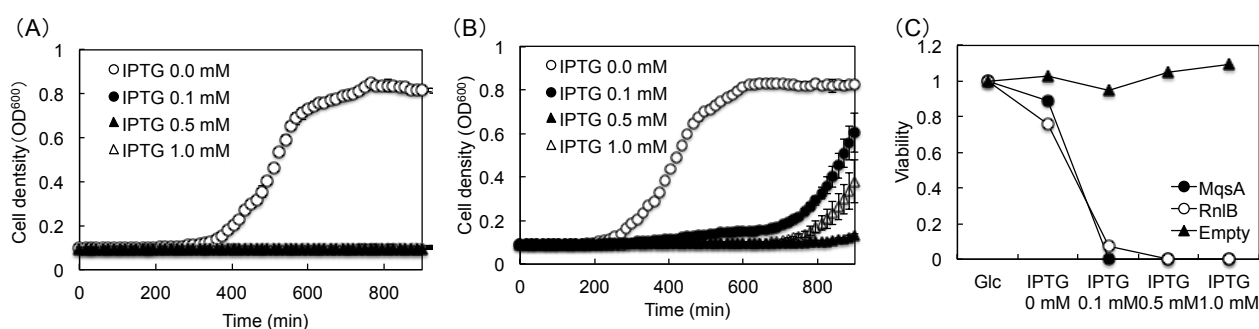 (A)
Cell dentsity (OD600)
1
0.8
0.6
0.4
0.2
0
IPTG 0.0 mM
IPTG 0.1 mM
IPTG 0.5 mM
IPTG 1.0 mM
0 200 400 600 800
Time (min)
(B)
Cell density (OD600)
1
0.8
0.6
0.4
0.2
0
IPTG 0.0 mM
IPTG 0.1 mM
IPTG 0.5 mM
IPTG 1.0 mM
0 200 400 600 800
Time (min)
(C)
Viability
1.2
1
0.8
0.6
0.4
0.2
0
MqsA
RnlB
Empty
Glc IPTG IPTG IPTG IPTG
0 mM 0.1 mM 0.5 mM 1.0 mM